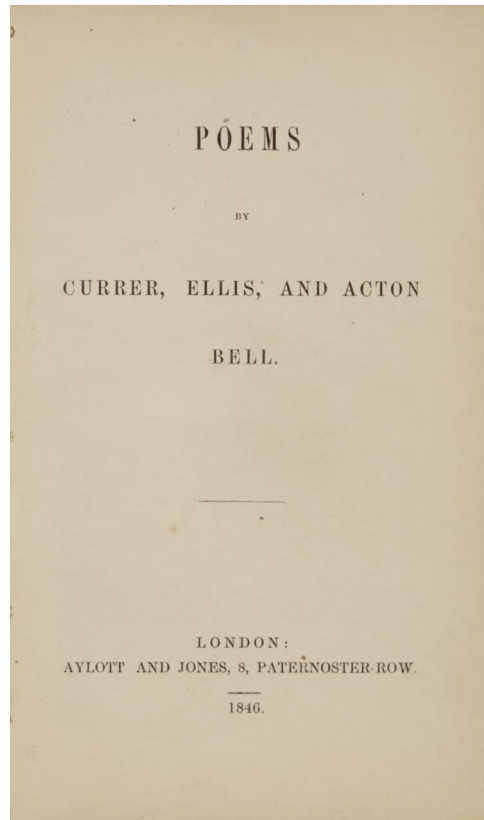 POEMS
BY
CURRER, ELLIS, AND ACTON
BELL.
LONDON:
AYLOTT AND JONES, 8, PATERNOSTER-ROW.
1846.